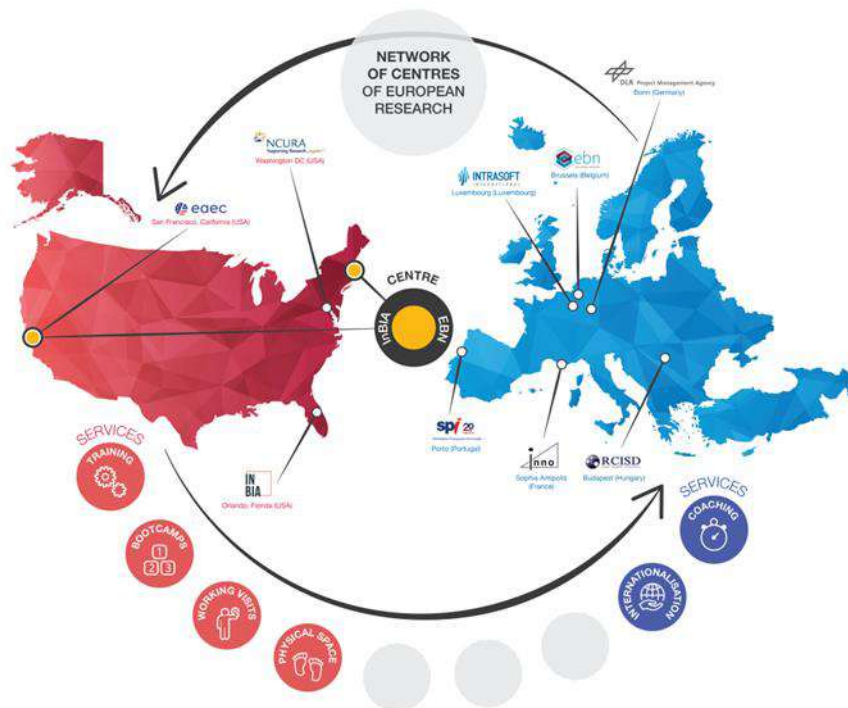 NETWORK
OF CENTRES
OF EUROPEAN
RESEARCH
DLR Project Management Agency
Bonn (Germany)
NCURA
Washington DC (USA)
ebn
Brussels (Belgium)
INTRASOFT
INTERNATIONAL
Luxembourg (Luxembourg)
eaec
San Francisco, California (USA)
CENTRE
InBIA
EBN
spi 20
Porto (Portugal)
inno
Sophia Antipolis
(France)
RCISD
Budapest (Hungary)
IN
BIA
Orlando, Florida (USA)
SERVICES
TRAINING
BOOTCAMPS
1
2 3
WORKING VISITS
PHYSICAL SPACE
SERVICES
COACHING
INTERNATIONALISATION